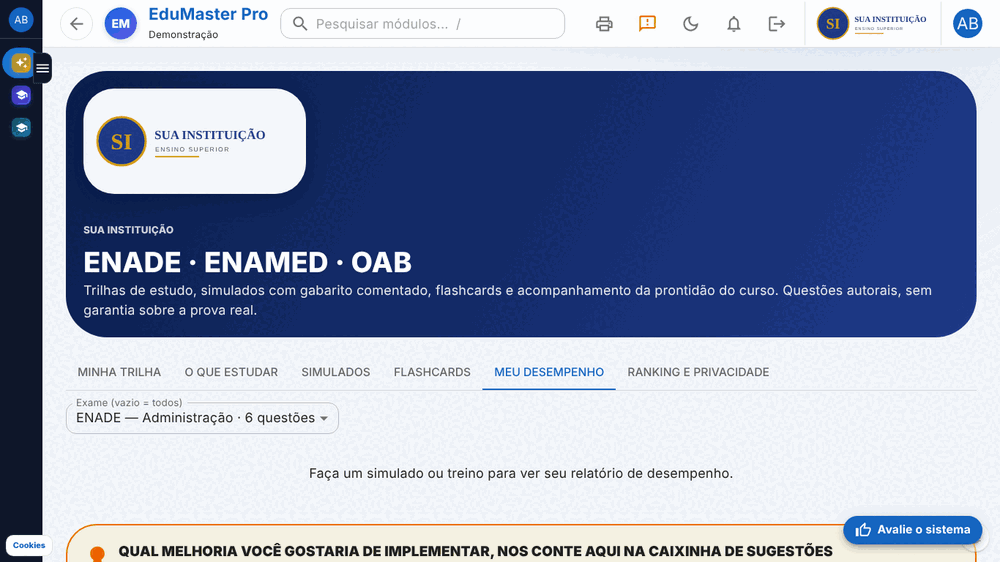 AB
EM
EduMaster Pro
Demonstração
Pesquisar módulos... /
SI
SUA INSTITUIÇÃO
ENSINO SUPERIOR
AB
SI
SUA INSTITUIÇÃO
ENSINO SUPERIOR
SUA INSTITUIÇÃO
ENADE · ENAMED · OAB
Trilhas de estudo, simulados com gabarito comentado, flashcards e acompanhamento da prontidão do curso. Questões autorais, sem
garantia sobre a prova real.
MINHA TRILHA
O QUE ESTUDAR
SIMULADOS
FLASHCARDS
MEU DESEMPENHO
RANKING E PRIVACIDADE
Exame (vazio = todos)
ENADE — Administração · 6 questões
Faça um simulado ou treino para ver seu relatório de desempenho.
Avalie o sistema
Cookies
QUAL MELHORIA VOCÊ GOSTARIA DE IMPLEMENTAR, NOS CONTE AQUI NA CAIXINHA DE SUGESTÕES